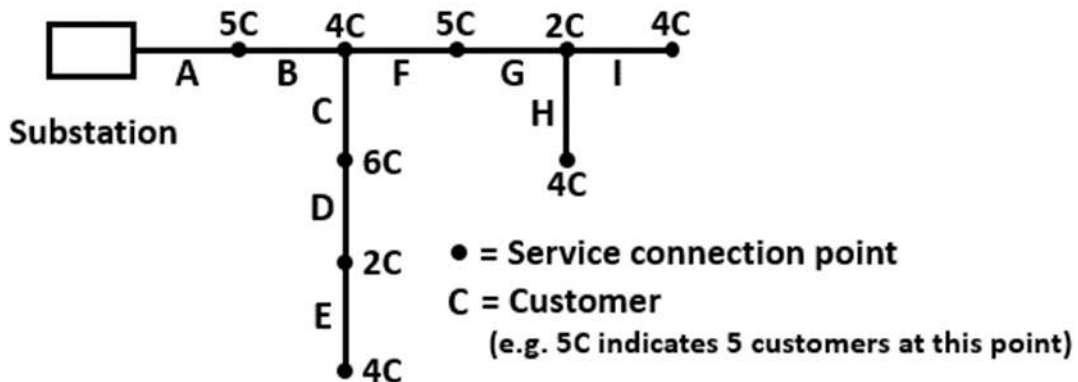 5C 4C 5C 2C 4C
A B F G I
C H
Substation
6C
4C
D
2C
• = Service connection point
C = Customer
E
(e.g. 5C indicates 5 customers at this point)
4C